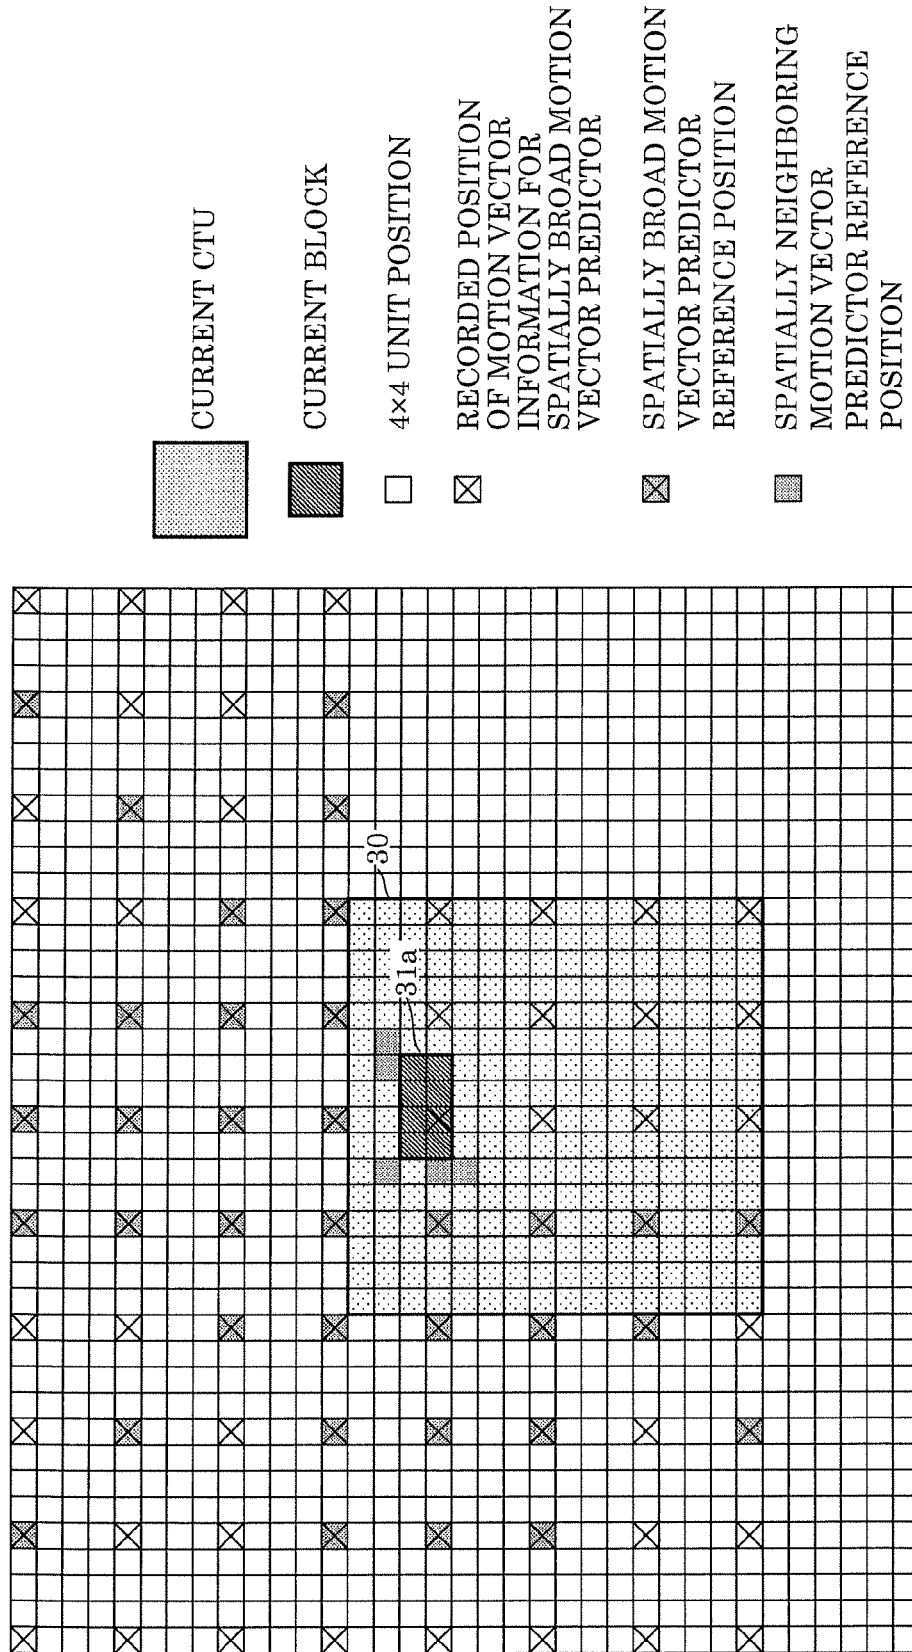 CURRENT CTU
CURRENT BLOCK
4×4 UNIT POSITION
RECORDED POSITION
OF MOTION VECTOR
INFORMATION FOR
SPATIALLY BROAD MOTION
VECTOR PREDICTOR
SPATIALLY BROAD MOTION
VECTOR PREDICTOR
REFERENCE POSITION
SPATIALLY NEIGHBORING
MOTION VECTOR
PREDICTOR REFERENCE
POSITION
30
31a